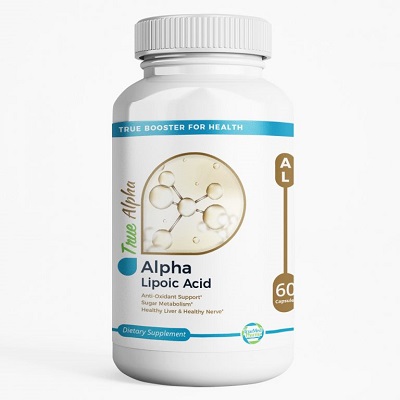 TRUE BOOSTER FOR HEALTH
True Alpha
Alpha
Lipoic Acid
Anti-Oxidant Support*
Sugar Metabolism*
Healthy Liver & Healthy Nerve*
Dietary Supplement
A
L
60
Capsules